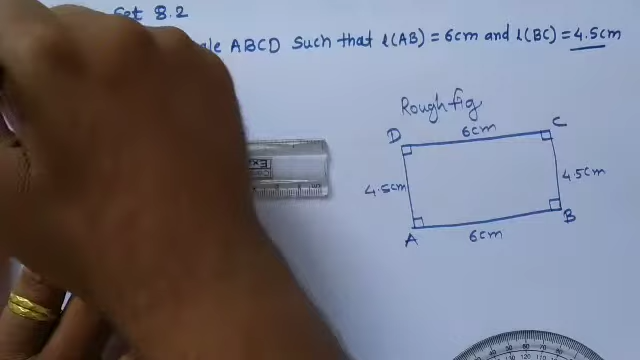 Set 8.2
ABCD such that l(AB) = 6cm and l(BC) = 4.5cm
Rough fig
D 6cm C
4.5cm 4.5cm
A 6cm B